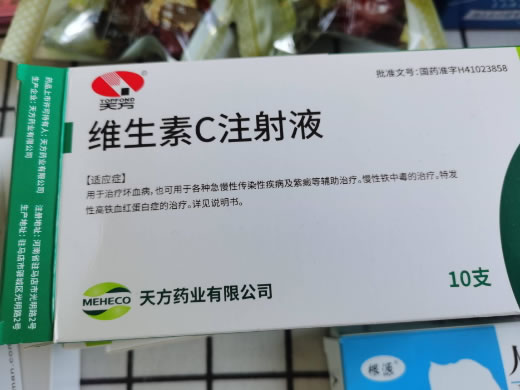 批准文号：国药准字H41023858
TOPFOND
天方
维生素C注射液
【适应症】
用于治疗坏血病，也可用于各种急慢性传染性疾病及紫癜等辅助治疗。慢性铁中毒的治疗。特发
性高铁血红蛋白症的治疗。详见说明书。
MEHECO
天方药业有限公司
10支
药品上市许可持有人：天方药业有限公司
生产企业：天方药业有限公司
注册地址：河南省驻马店市光明路2号
生产地址：驻马店市驿城区光明路2号